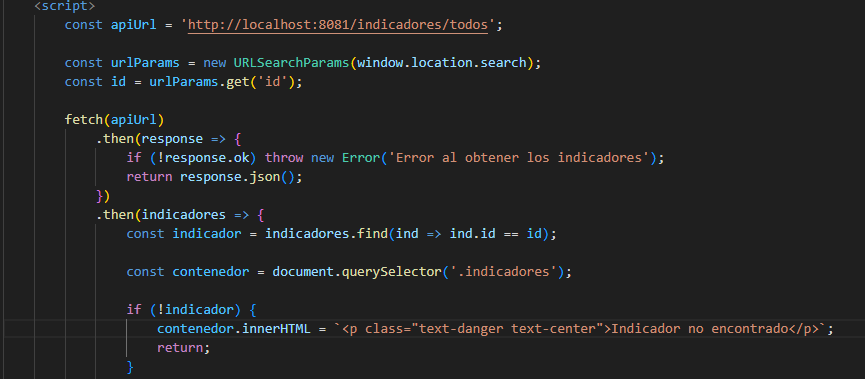 <script>
const apiUrl = 'http://localhost:8081/indicadores/todos';
const urlParams = new URLSearchParams(window.location.search);
const id = urlParams.get('id');
fetch(apiUrl)
.then(response => {
if (!response.ok) throw new Error('Error al obtener los indicadores');
return response.json();
})
.then(indicadores => {
const indicador = indicadores.find(ind => ind.id == id);
const contenedor = document.querySelector('.indicadores');
if (!indicador) {
contenedor.innerHTML = `<p class="text-danger text-center">Indicador no encontrado</p>`;
return;
}